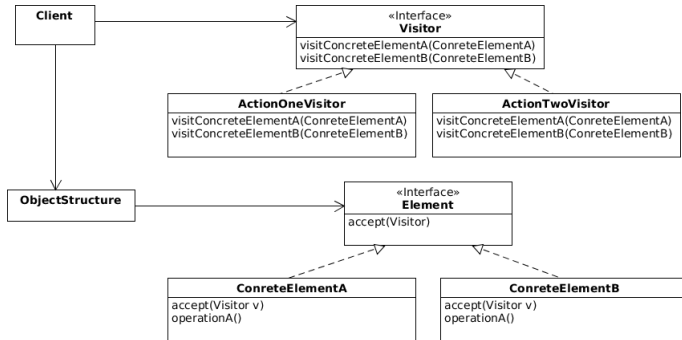 Client
«Interface»
Visitor
visitConcreteElementA(ConreteElementA)
visitConcreteElementB(ConreteElementB)
ActionOneVisitor
visitConcreteElementA(ConreteElementA)
visitConcreteElementB(ConreteElementB)
ActionTwoVisitor
visitConcreteElementA(ConreteElementA)
visitConcreteElementB(ConreteElementB)
ObjectStructure
«Interface»
Element
accept(Visitor)
ConreteElementA
accept(Visitor v)
operationA()
ConreteElementB
accept(Visitor v)
operationA()